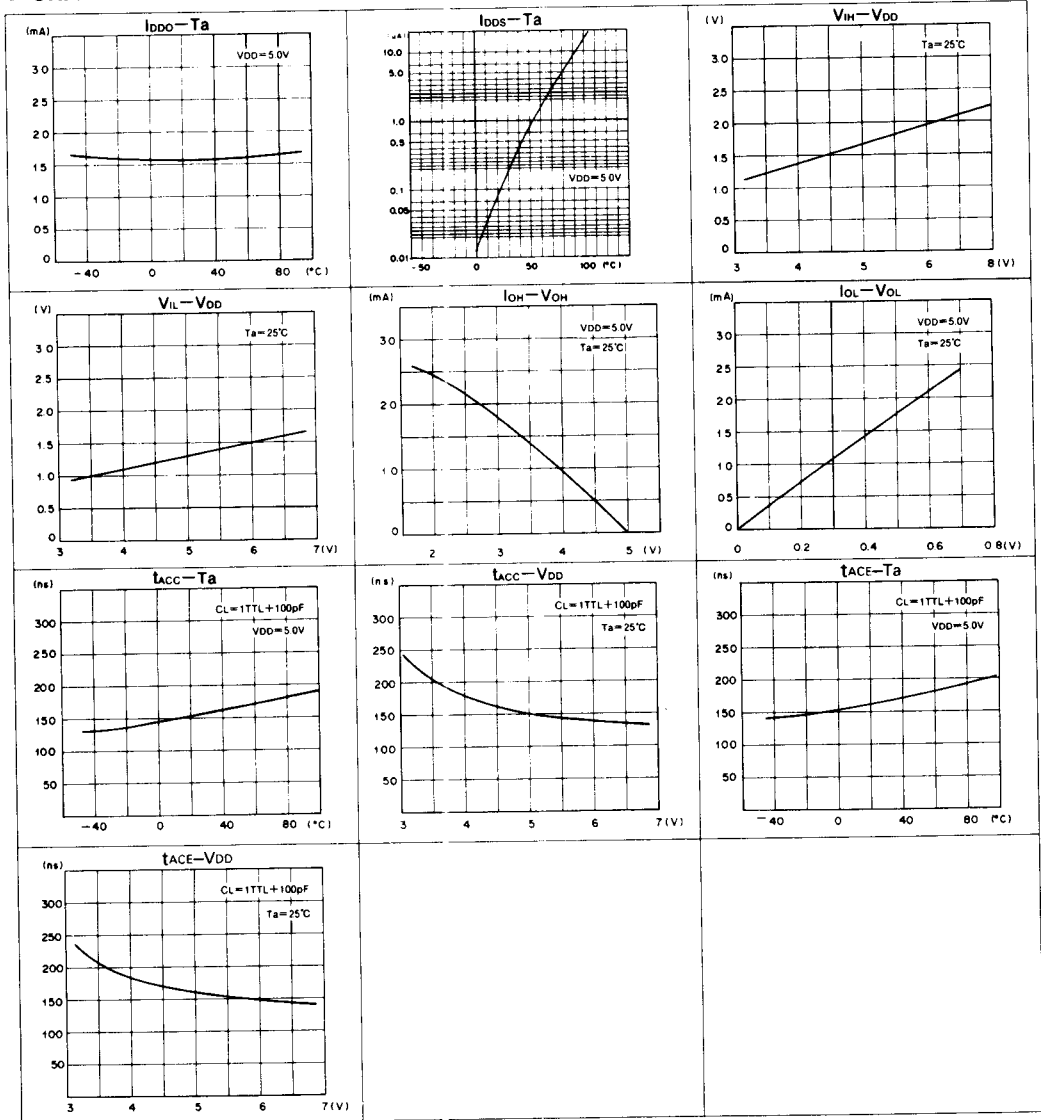 IDDO—Ta
(mA)
VDD=5.0V
3.0
2.5
2.0
1.5
1.0
0.5
0
-40 0 40 80 (°C)
IDDS—Ta
10.0
5.0
1.0
0.5
0.1
0.05
0.01
VDD=5.0V
-50 0 50 100 (°C)
VIH—VDD
(V)
Ta=25°C
3.0
2.5
2.0
1.5
1.0
0.5
0
3 4 5 6 8 (V)
VIL—VDD
(V)
Ta=25°C
3.0
2.5
2.0
1.5
1.0
0.5
0
3 4 5 6 7 (V)
IOH—VOH
(mA)
VDD=5.0V
Ta=25°C
3.0
2.0
1.0
0
2 3 4 5 (V)
IOL—VOL
(mA)
VDD=5.0V
Ta=25°C
3.0
2.5
2.0
1.5
1.0
0.5
0
0 0.2 0.4 0.6 0.8 (V)
tACC—Ta
(ns)
CL=1TTL+100pF
VDD=5.0V
300
250
200
150
100
50
-40 0 40 80 (°C)
tACC—VDD
(ns)
CL=1TTL+100pF
Ta=25°C
300
250
200
150
100
50
3 4 5 6 7 (V)
tACE—Ta
(ns)
CL=1TTL+100pF
VDD=5.0V
300
250
200
150
100
50
-40 0 40 80 (°C)
tACE—VDD
(ns)
CL=1TTL+100pF
Ta=25°C
300
250
200
150
100
50
3 4 5 6 7 (V)